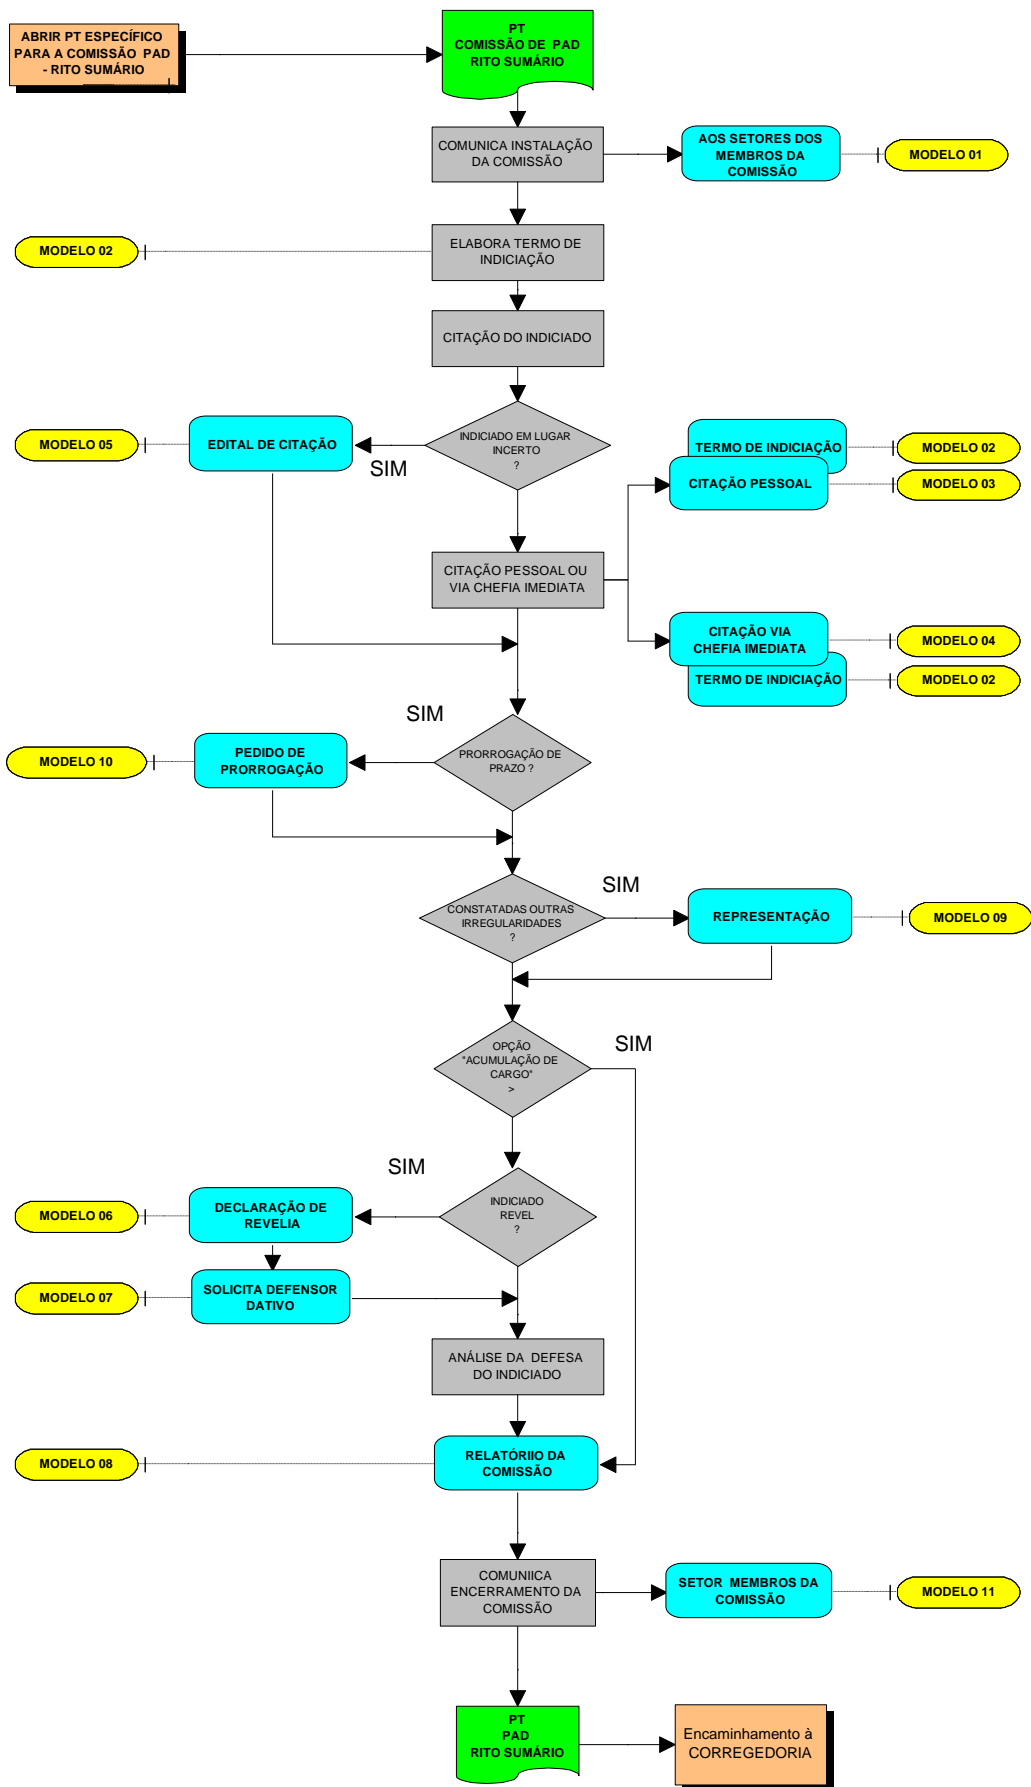 ABRIR PT ESPECÍFICO
PARA A COMISSÃO PAD
- RITO SUMÁRIO
PT
COMISSÃO DE PAD
RITO SUMÁRIO
COMUNICA INSTALAÇÃO
DA COMISSÃO
AOS SETORES DOS
MEMBROS DA
COMISSÃO
MODELO 01
MODELO 02
ELABORA TERMO DE
INDICIAÇÃO
CITAÇÃO DO INDICIADO
MODELO 05
EDITAL DE CITAÇÃO
SIM
INDICIADO EM LUGAR
INCERTO
?
TERMO DE INDICIAÇÃO
MODELO 02
CITAÇÃO PESSOAL
MODELO 03
CITAÇÃO PESSOAL OU
VIA CHEFIA IMEDIATA
CITAÇÃO VIA
CHEFIA IMEDIATA
MODELO 04
TERMO DE INDICIAÇÃO
MODELO 02
SIM
MODELO 10
PEDIDO DE
PRORROGAÇÃO
PRORROGAÇÃO DE
PRAZO ?
SIM
CONSTATADAS OUTRAS
IRREGULARIDADES
?
REPRESENTAÇÃO
MODELO 09
OPÇÃO
"ACUMULAÇÃO DE
CARGO"
>
SIM
SIM
MODELO 06
DECLARAÇÃO DE
REVELIA
INDICIADO
REVEL
?
MODELO 07
SOLICITA DEFENSOR
DATIVO
ANÁLISE DA DEFESA
DO INDICIADO
MODELO 08
RELATÓRIIO DA
COMISSÃO
COMUNIICA
ENCERRAMENTO DA
COMISSÃO
SETOR MEMBROS DA
COMISSÃO
MODELO 11
PT
PAD
RITO SUMÁRIO
Encaminhamento à
CORREGEDORIA